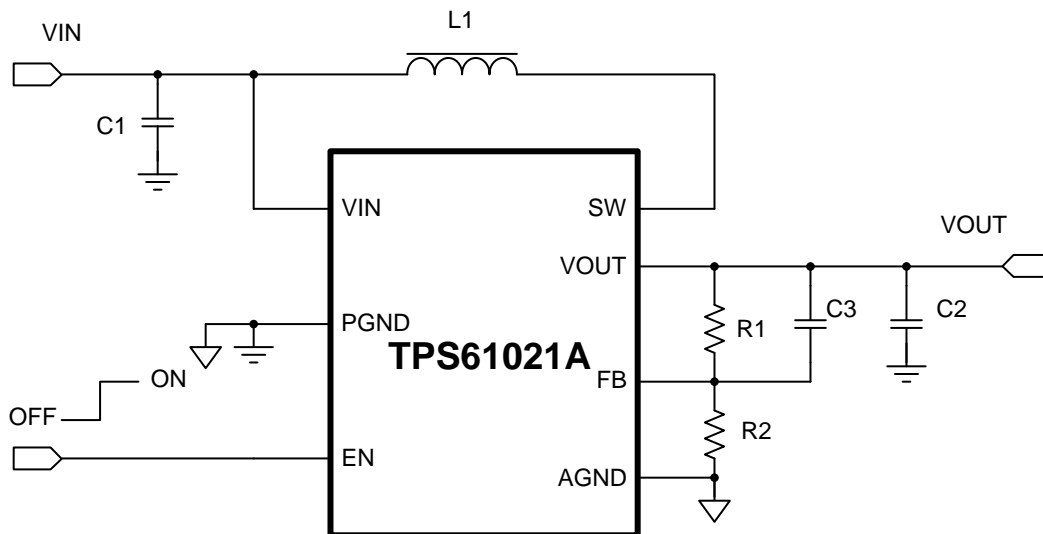 L1
VIN
C1
VIN
SW
VOUT
VOUT
PGND
R1
C3
C2
TPS61021A
ON
FB
OFF
R2
EN
AGND